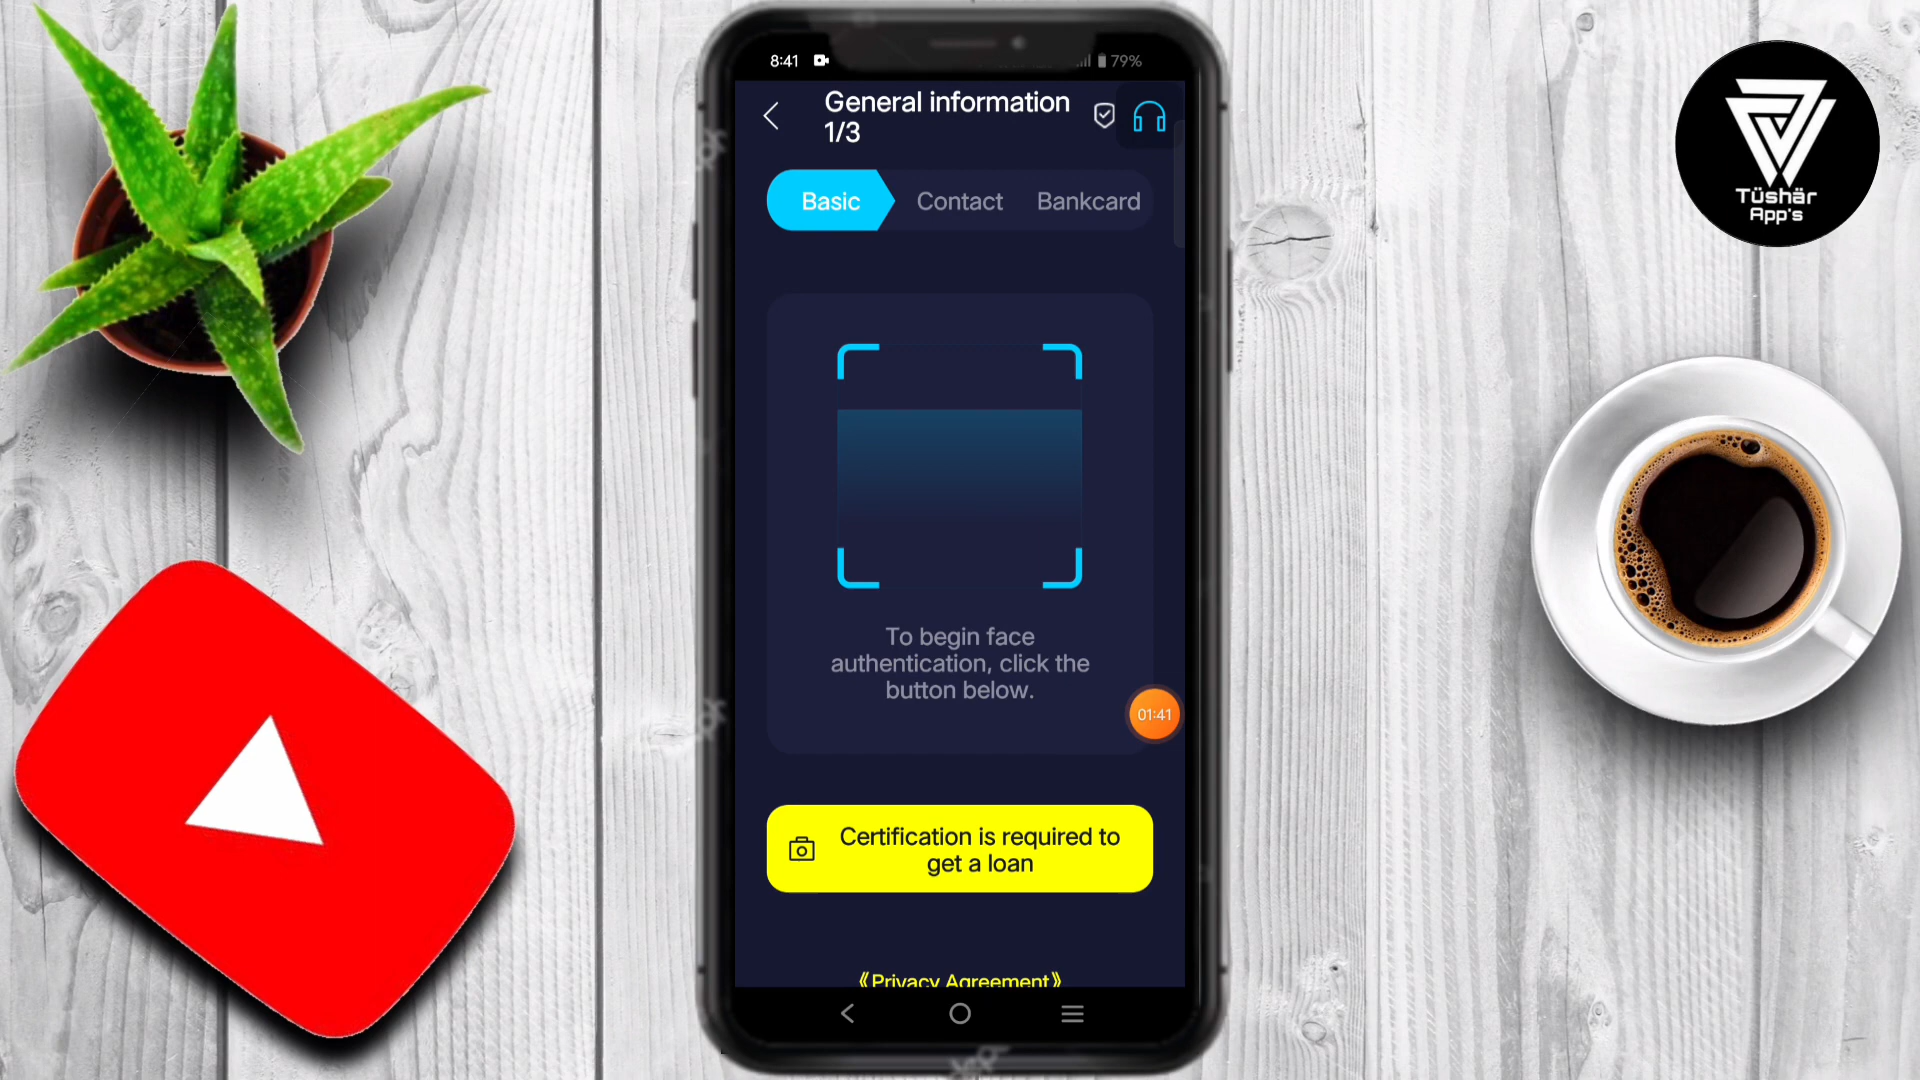 8:41
79%
General information
1/3
Basic
Contact
Bankcard
To begin face
authentication, click the
button below.
01:41
Certification is required to
get a loan
《Privacy Agreement》
Tüshär
App's